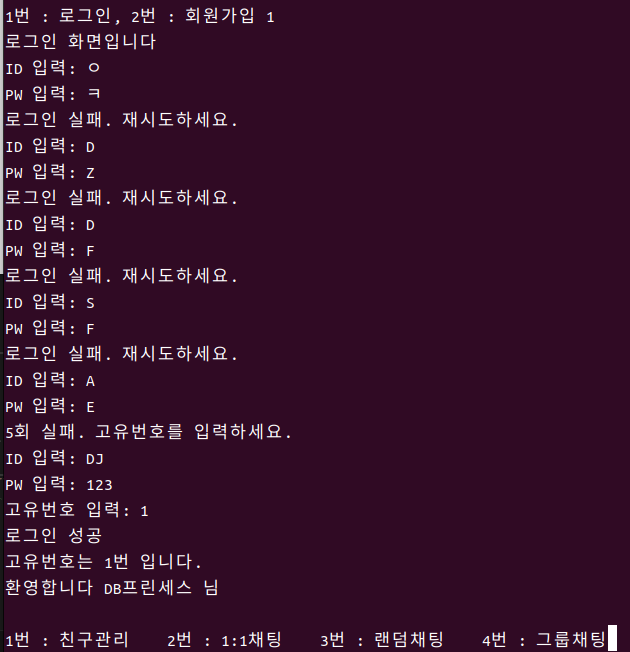 1번 : 로그인, 2번 : 회원가입 1
로그인 화면입니다
ID 입력: ㅇ
PW 입력: ㅋ
로그인 실패. 재시도하세요.
ID 입력: D
PW 입력: Z
로그인 실패. 재시도하세요.
ID 입력: D
PW 입력: F
로그인 실패. 재시도하세요.
ID 입력: S
PW 입력: F
로그인 실패. 재시도하세요.
ID 입력: A
PW 입력: E
5회 실패. 고유번호를 입력하세요.
ID 입력: DJ
PW 입력: 123
고유번호 입력: 1
로그인 성공
고유번호는 1번 입니다.
환영합니다 DB프린세스 님
1번 : 친구관리 2번 : 1:1채팅 3번 : 랜덤채팅 4번 : 그룹채팅